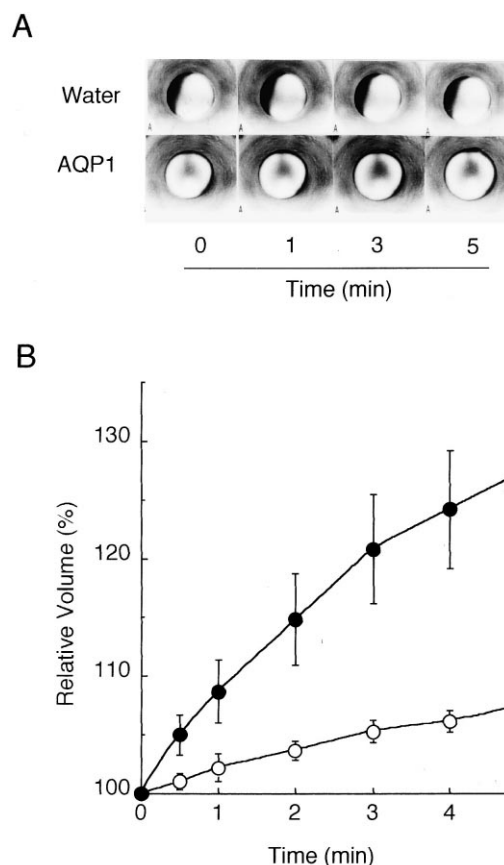 A
Water
AQP1
0 1 3 5
Time (min)
B
130
120
110
100
Relative Volume (%)
0 1 2 3 4
Time (min)